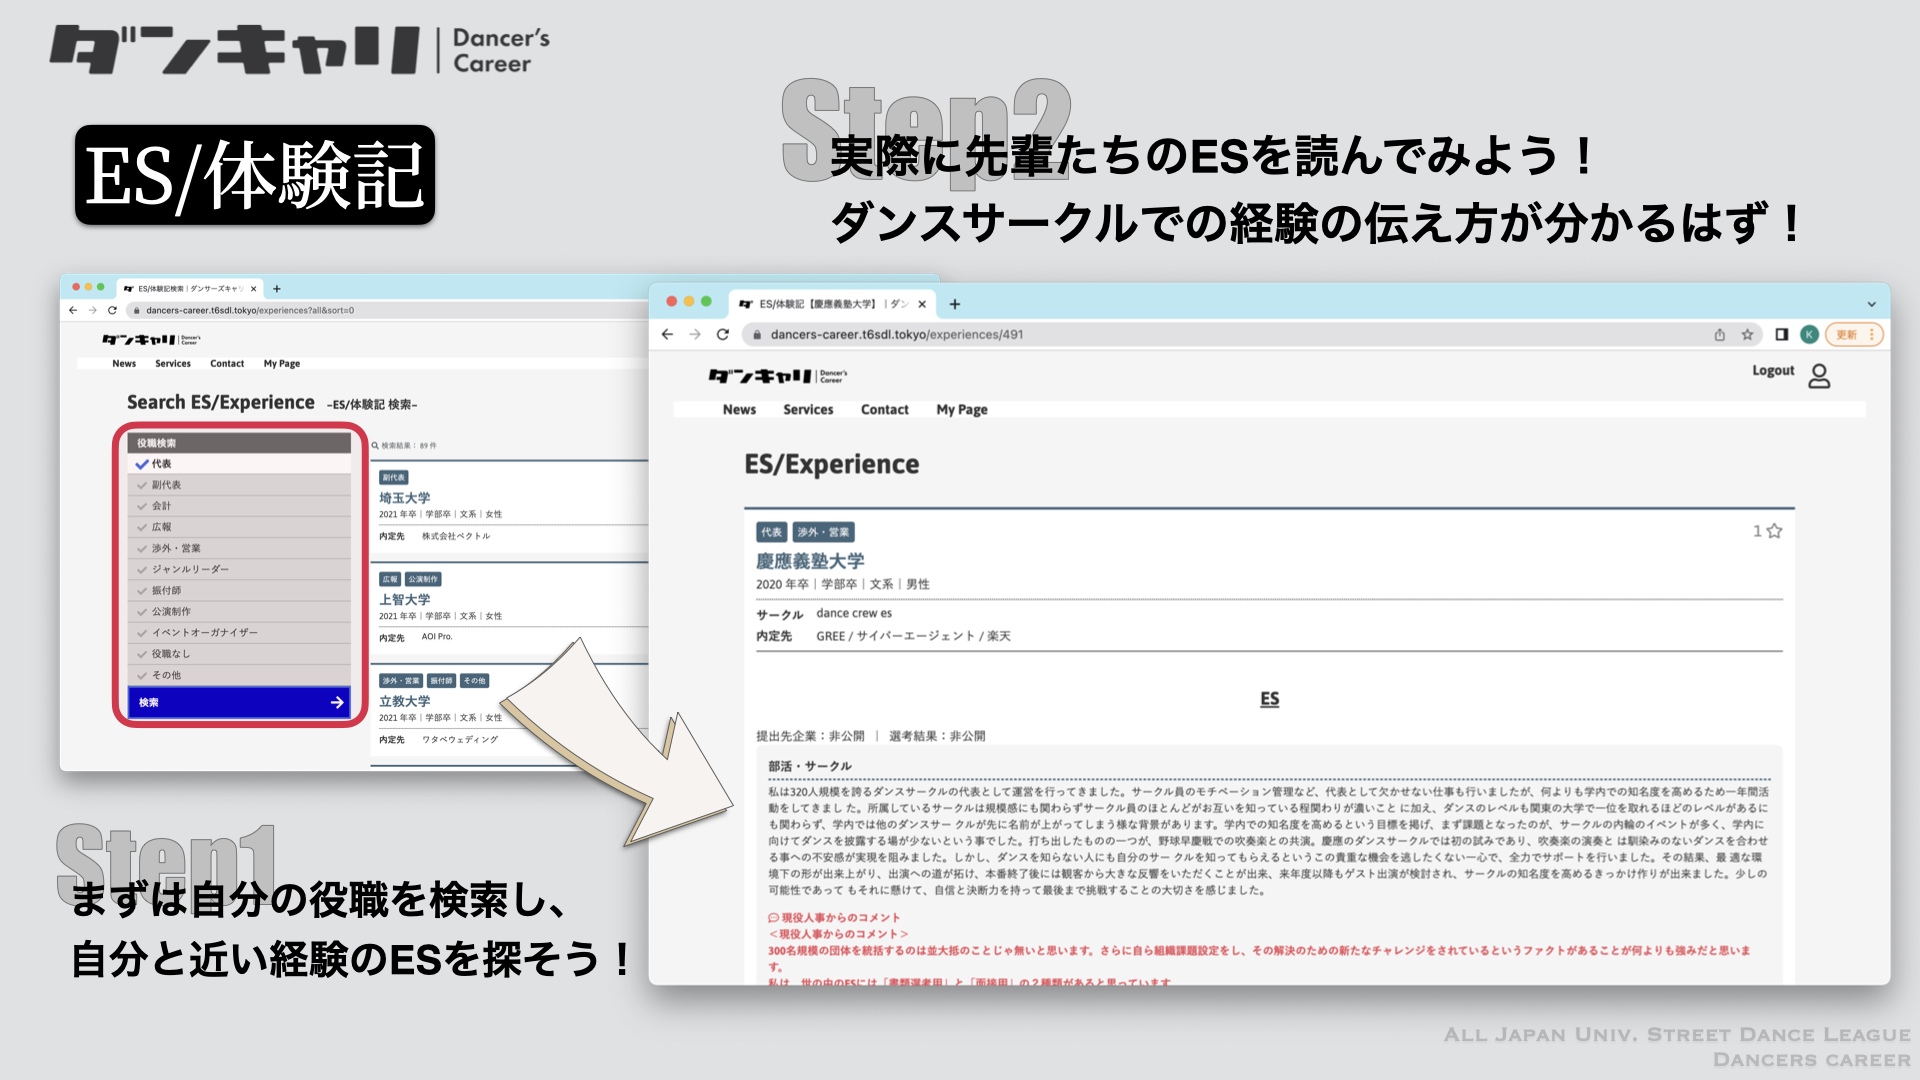 ダンキャリ
Dancer's
Career
ES/体験記
Step2
実際に先輩たちのESを読んでみよう！
ダンスサークルでの経験の伝え方が分かるはず！
ES/体験記検索｜ダンサーズキャリ
dancers-career.t6sdl.tokyo/experiences?all&sort=0
ダンキャリ
Dancer's
Career
News Services Contact My Page
Search ES/Experience –ES/体験記 検索–
役職検索
代表
副代表
会計
広報
渉外・営業
ジャンルリーダー
振付師
公演制作
イベントオーガナイザー
役職なし
その他
検索
検索結果： 89 件
副代表
埼玉大学
2021 年卒｜学部卒｜文系｜女性
内定先 株式会社ベクトル
広報 公演制作
上智大学
2021 年卒｜学部卒｜文系｜女性
内定先 AOI Pro.
渉外・営業 振付師 その他
立教大学
2021 年卒｜学部卒｜文系｜女性
内定先 ワタベウェディング
Step1
まずは自分の役職を検索し、
自分と近い経験のESを探そう！
ES/体験記【慶應義塾大学】｜ダン
dancers-career.t6sdl.tokyo/experiences/491
K
更新
ダンキャリ
Dancer's
Career
Logout
News Services Contact My Page
ES/Experience
代表 渉外・営業
1
慶應義塾大学
2020 年卒｜学部卒｜文系｜男性
サークル dance crew es
内定先 GREE / サイバーエージェント / 楽天
ES
提出先企業：非公開 ｜ 選考結果：非公開
部活・サークル
私は320人規模を誇るダンスサークルの代表として運営を行ってきました。サークル員のモチベーション管理など、代表として欠かせない仕事も行いましたが、何よりも学内での知名度を高めるため一年間活
動をしてきまし た。所属しているサークルは規模感にも関わらずサークル員のほとんどがお互いを知っている程関わりが濃いこと に加え、ダンスのレベルも関東の大学で一位を取れるほどのレベルがあるに
も関わらず、学内では他のダンスサー クルが先に名前が上がってしまう様な背景があります。学内での知名度を高めるという目標を掲げ、まず課題となったのが、サークルの内輪のイベントが多く、学内に
向けてダンスを披露する場が少ないという事でした。打ち出したものの一つが、野球早慶戦での吹奏楽との共演。慶應のダンスサークルでは初の試みであり、吹奏楽の演奏と は馴染みのないダンスを合わせ
る事への不安感が実現を阻みました。しかし、ダンスを知らない人にも自分のサー クルを知ってもらえるというこの貴重な機会を逃したくない一心で、全力でサポートを行いました。その結果、最 適な環
境下の形が出来上がり、出演への道が拓け、本番終了後には観客から大きな反響をいただくことが出来、来年度以降もゲスト出演が検討され、サークルの知名度を高めるきっかけ作りが出来ました。少しの
可能性であって もそれに懸けて、自信と決断力を持って最後まで挑戦することの大切さを感じました。
現役人事からのコメント
＜現役人事からのコメント＞
300名規模の団体を統括するのは並大抵のことじゃ無いと思います。さらに自ら組織課題設定をし、その解決のための新たなチャレンジをされているというファクトがあることが何よりも強みだと思いま
す。
私は、世の中のESには「書類選考用」と「面接用」の２種類があると思っています
All Japan Univ. Street Dance League
Dancers career